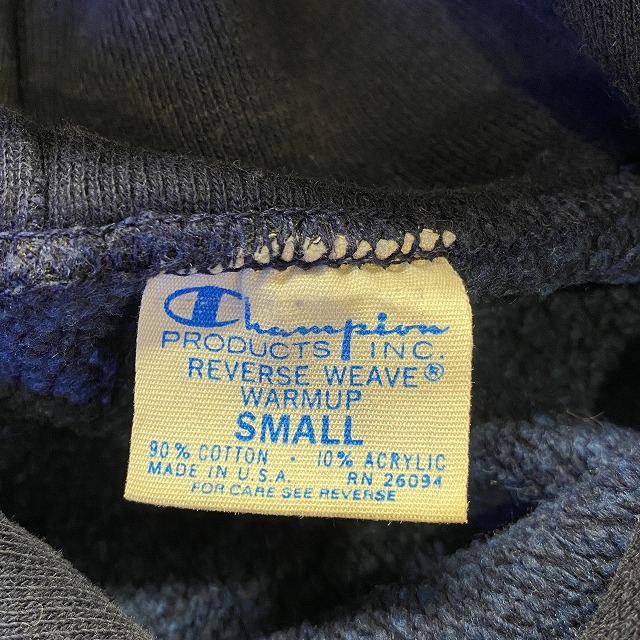 Champion
PRODUCTS INC.
REVERSE WEAVE®
WARMUP
SMALL
90% COTTON · 10% ACRYLIC
MADE IN U.S.A. RN 26094
FOR CARE SEE REVERSE